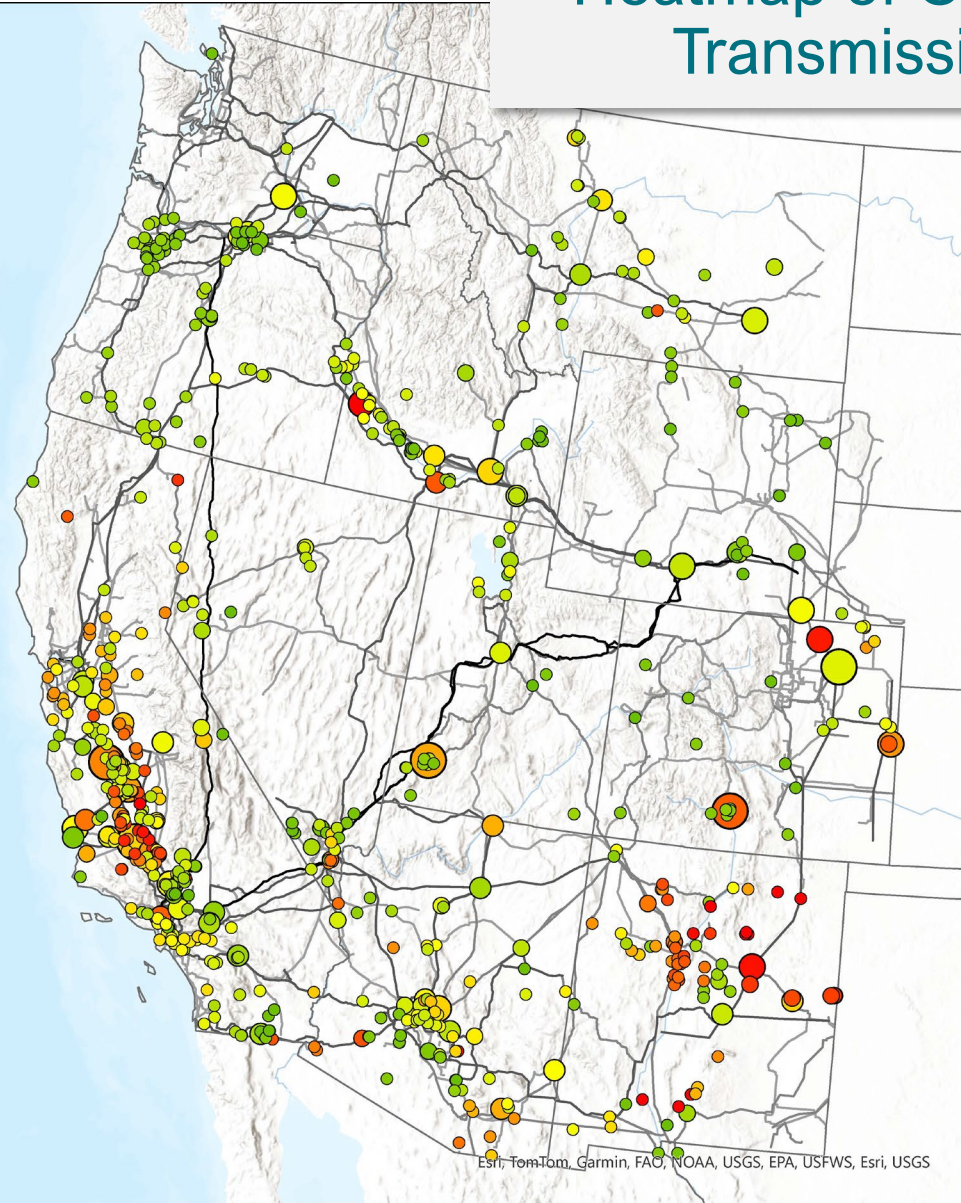 Transmissi
Esri, TomTom, Garmin, FAO, NOAA, USGS, EPA, USFWS, Esri, USGS